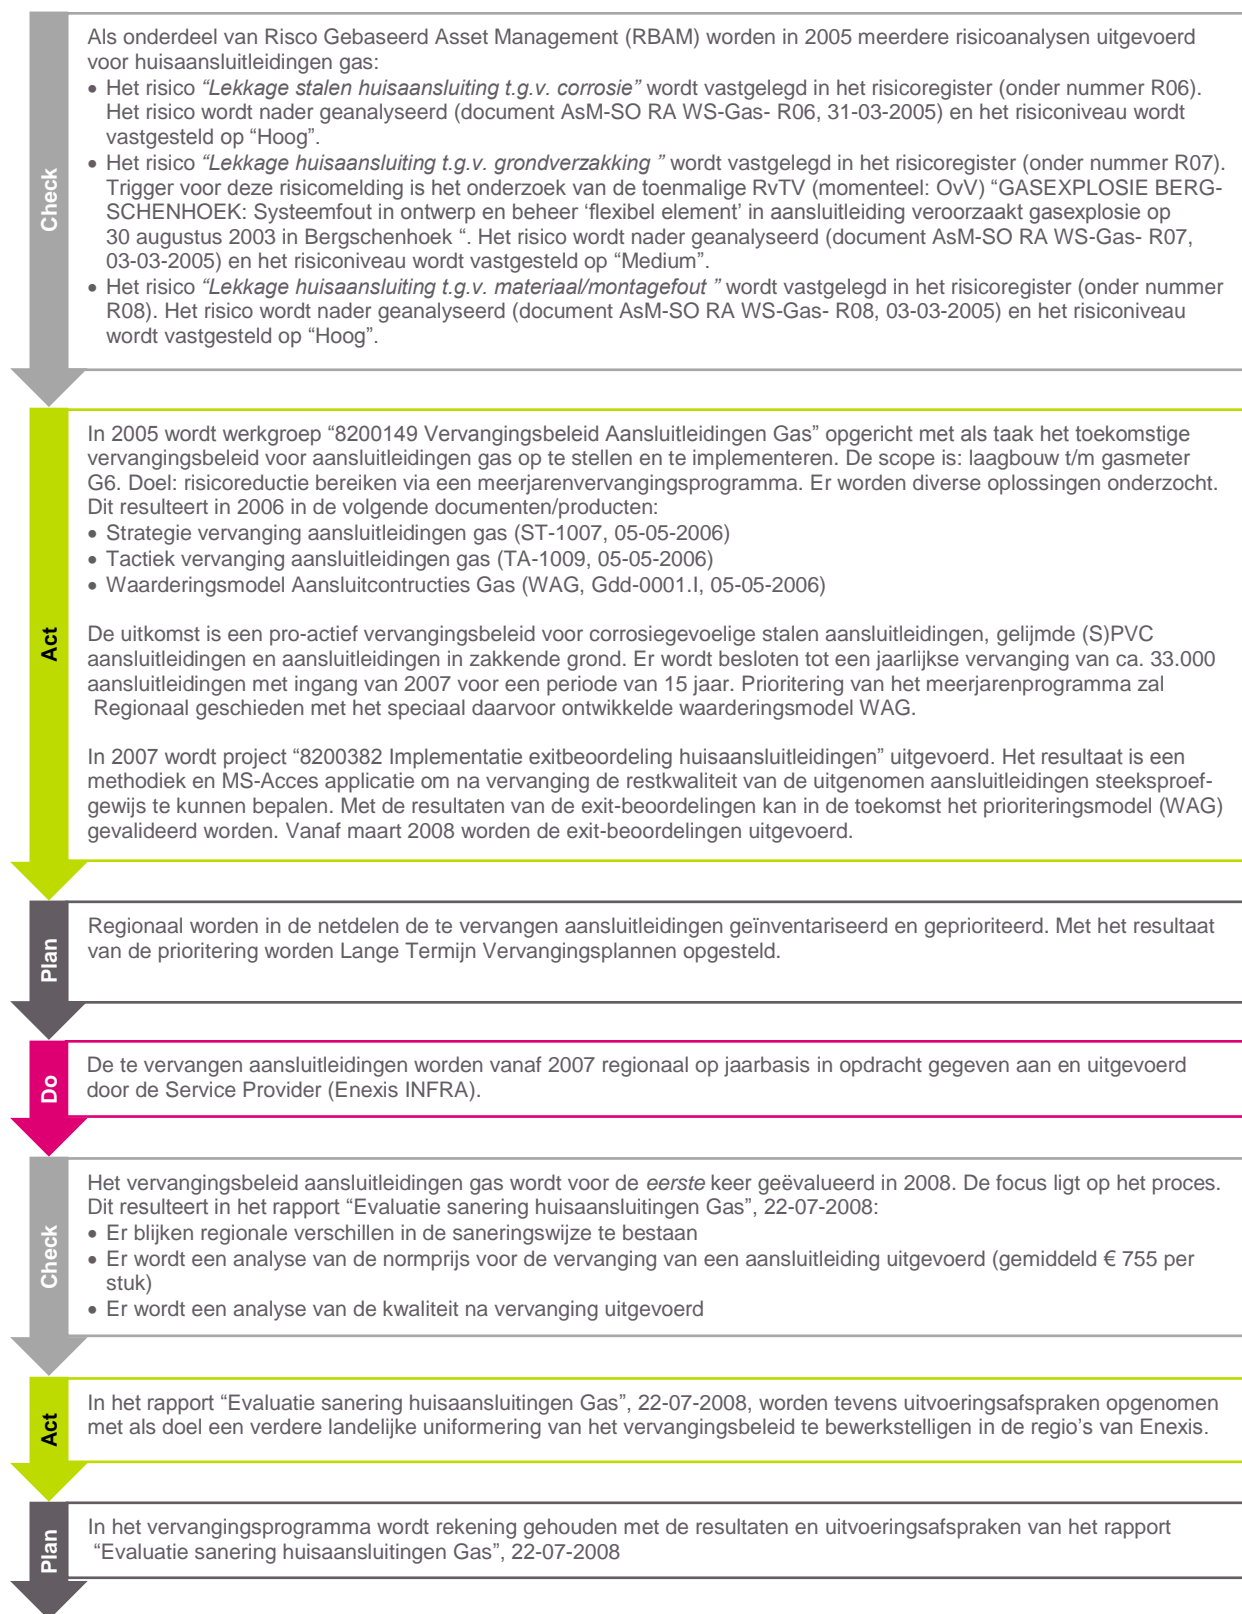 Check
Als onderdeel van Risco Gebaseerd Asset Management (RBAM) worden in 2005 meerdere risicoanalysen uitgevoerd
voor huisaansluitleidingen gas:
• Het risico “Lekkage stalen huisaansluiting t.g.v. corrosie” wordt vastgelegd in het risicoregister (onder nummer R06).
Het risico wordt nader geanalyseerd (document AsM-SO RA WS-Gas- R06, 31-03-2005) en het risiconiveau wordt
vastgesteld op “Hoog”.
• Het risico “Lekkage huisaansluiting t.g.v. grondverzakking ” wordt vastgelegd in het risicoregister (onder nummer R07).
Trigger voor deze risicomelding is het onderzoek van de toenmalige RvTV (momenteel: OvV) “GASEXPLOSIE BERG-
SCHENHOEK: Systeemfout in ontwerp en beheer ‘flexibel element’ in aansluitleiding veroorzaakt gasexplosie op
30 augustus 2003 in Bergschenhoek “. Het risico wordt nader geanalyseerd (document AsM-SO RA WS-Gas- R07,
03-03-2005) en het risiconiveau wordt vastgesteld op “Medium”.
• Het risico “Lekkage huisaansluiting t.g.v. materiaal/montagefout ” wordt vastgelegd in het risicoregister (onder nummer
R08). Het risico wordt nader geanalyseerd (document AsM-SO RA WS-Gas- R08, 03-03-2005) en het risiconiveau
wordt vastgesteld op “Hoog”.
Act
In 2005 wordt werkgroep “8200149 Vervangingsbeleid Aansluitleidingen Gas” opgericht met als taak het toekomstige
vervangingsbeleid voor aansluitleidingen gas op te stellen en te implementeren. De scope is: laagbouw t/m gasmeter
G6. Doel: risicoreductie bereiken via een meerjarenvervangingsprogramma. Er worden diverse oplossingen onderzocht.
Dit resulteert in 2006 in de volgende documenten/producten:
• Strategie vervanging aansluitleidingen gas (ST-1007, 05-05-2006)
• Tactiek vervanging aansluitleidingen gas (TA-1009, 05-05-2006)
• Waarderingsmodel Aansluitcontructies Gas (WAG, Gdd-0001.I, 05-05-2006)
De uitkomst is een pro-actief vervangingsbeleid voor corrosiegevoelige stalen aansluitleidingen, gelijmde (S)PVC
aansluitleidingen en aansluitleidingen in zakkende grond. Er wordt besloten tot een jaarlijkse vervanging van ca. 33.000
aansluitleidingen met ingang van 2007 voor een periode van 15 jaar. Prioritering van het meerjarenprogramma zal
Regionaal geschieden met het speciaal daarvoor ontwikkelde waarderingsmodel WAG.
In 2007 wordt project “8200382 Implementatie exitbeoordeling huisaansluitleidingen” uitgevoerd. Het resultaat is een
methodiek en MS-Acces applicatie om na vervanging de restkwaliteit van de uitgenomen aansluitleidingen steeksproef-
gewijs te kunnen bepalen. Met de resultaten van de exit-beoordelingen kan in de toekomst het prioriteringsmodel (WAG)
gevalideerd worden. Vanaf maart 2008 worden de exit-beoordelingen uitgevoerd.
Plan
Regionaal worden in de netdelen de te vervangen aansluitleidingen geïnventariseerd en geprioriteerd. Met het resultaat
van de prioritering worden Lange Termijn Vervangingsplannen opgesteld.
Do
De te vervangen aansluitleidingen worden vanaf 2007 regionaal op jaarbasis in opdracht gegeven aan en uitgevoerd
door de Service Provider (Enexis INFRA).
Check
Het vervangingsbeleid aansluitleidingen gas wordt voor de eerste keer geëvalueerd in 2008. De focus ligt op het proces.
Dit resulteert in het rapport “Evaluatie sanering huisaansluitingen Gas”, 22-07-2008:
• Er blijken regionale verschillen in de saneringswijze te bestaan
• Er wordt een analyse van de normprijs voor de vervanging van een aansluitleiding uitgevoerd (gemiddeld € 755 per
stuk)
• Er wordt een analyse van de kwaliteit na vervanging uitgevoerd
Act
In het rapport “Evaluatie sanering huisaansluitingen Gas”, 22-07-2008, worden tevens uitvoeringsafspraken opgenomen
met als doel een verdere landelijke uniformering van het vervangingsbeleid te bewerkstelligen in de regio’s van Enexis.
Plan
In het vervangingsprogramma wordt rekening gehouden met de resultaten en uitvoeringsafspraken van het rapport
“Evaluatie sanering huisaansluitingen Gas”, 22-07-2008